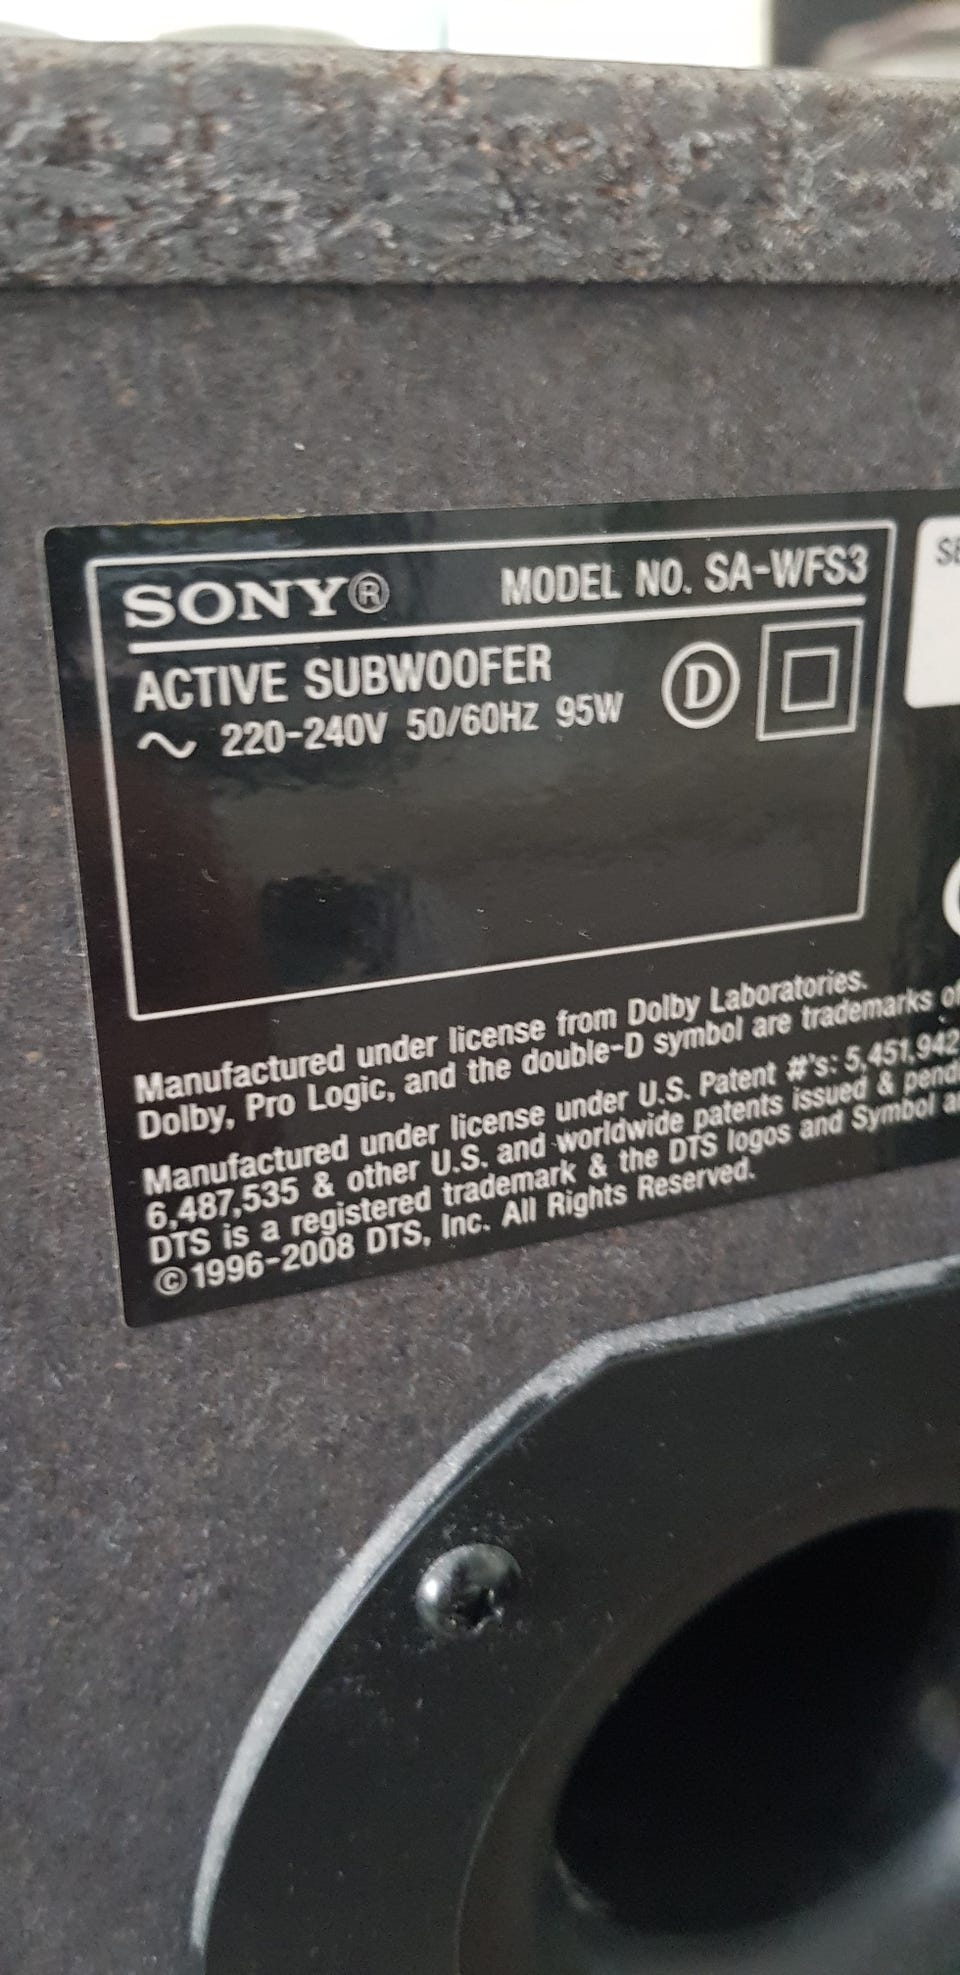 SONY® MODEL NO. SA-WFS3
ACTIVE SUBWOOFER
~ 220-240V 50/60HZ 95W
D
Manufactured under license from Dolby Laboratories.
Dolby, Pro Logic, and the double-D symbol are trademarks of
Manufactured under license under U.S. Patent #'s: 5,451,942
6,487,535 & other U.S. and worldwide patents issued &
DTS is a registered trademark & the DTS logos and Symbol
©1996-2008 DTS, Inc. All Rights Reserved.